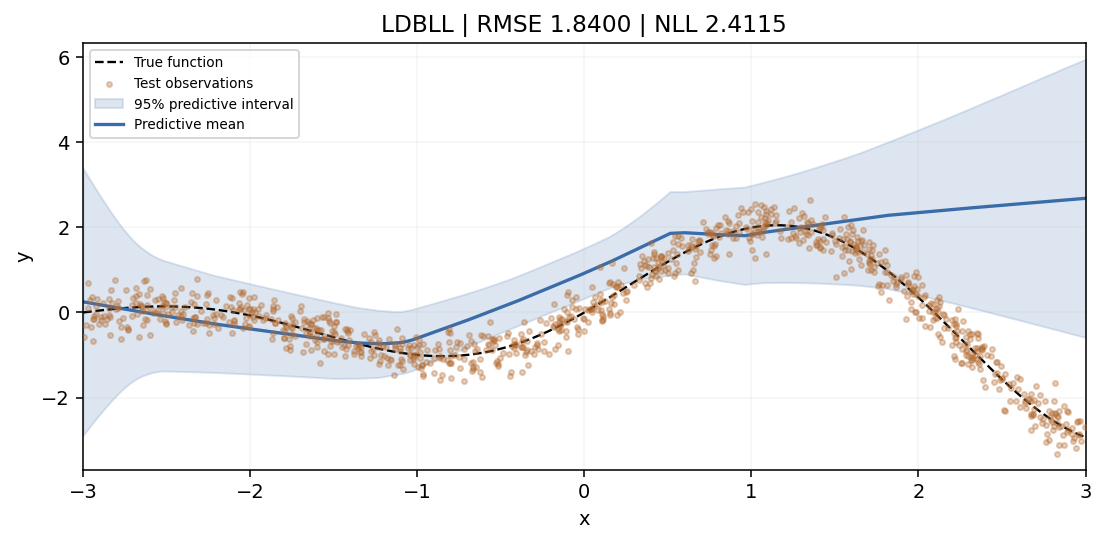 LDBLL | RMSE 1.8400 | NLL 2.4115
True function
Test observations
95% predictive interval
Predictive mean
6
4
2
0
−2
y
−3
−2
−1
0
1
2
3
x